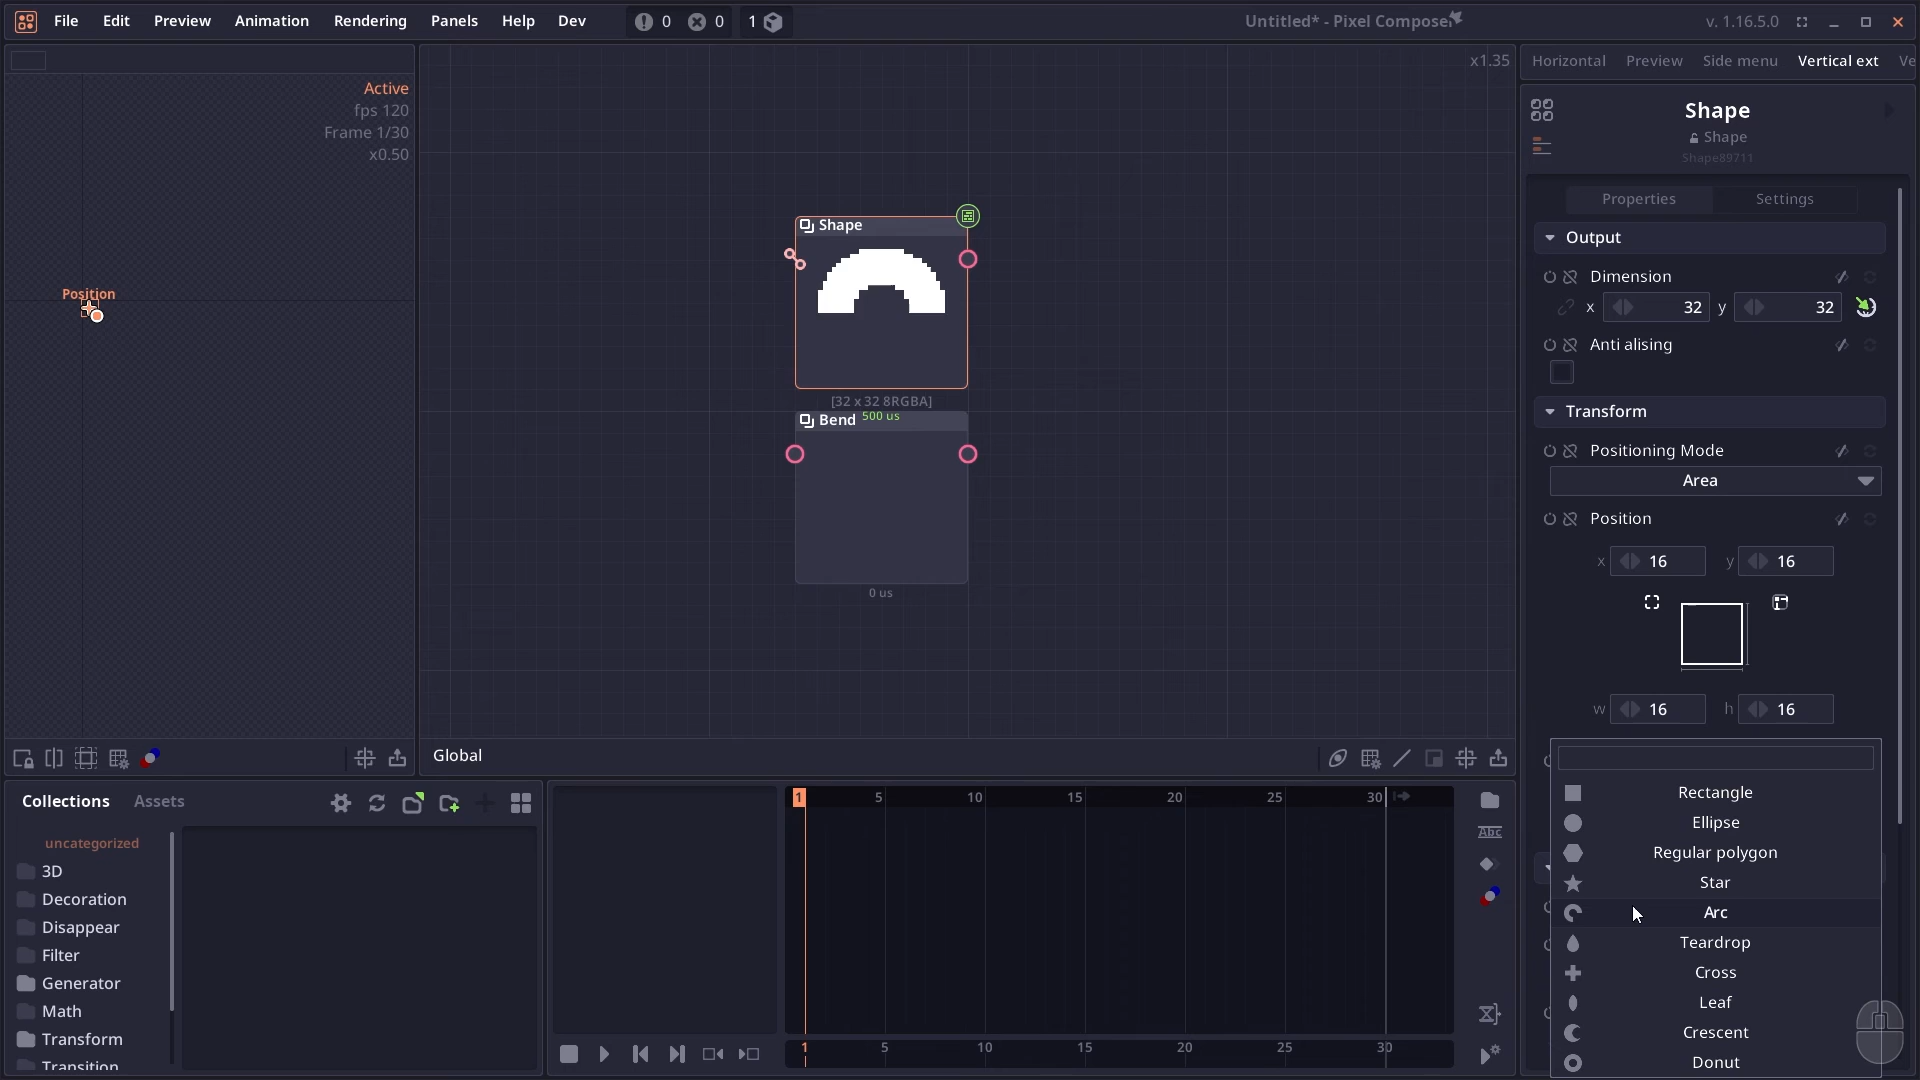 File Edit Preview Animation Rendering Panels Help Dev 0 0 1 Untitled* - Pixel Composer v. 1.16.5.0
Active
fps 120
Frame 1/30
x0.50
Position
x1.35
Shape
[32 x 32 8RGBA]
Bend 500 us
0 us
Global
Horizontal Preview Side menu Vertical ext Ve
Shape
Shape
Shape89711
Properties Settings
Output
Dimension
x 32 y 32
Anti alising
Transform
Positioning Mode
Area
Position
x 16 y 16
w 16 h 16
Rectangle
Ellipse
Regular polygon
Star
Arc
Teardrop
Cross
Leaf
Crescent
Donut
Collections Assets
uncategorized
3D
Decoration
Disappear
Filter
Generator
Math
Transform
Transition
1 5 10 15 20 25 30
Abc
1 5 10 15 20 25 30